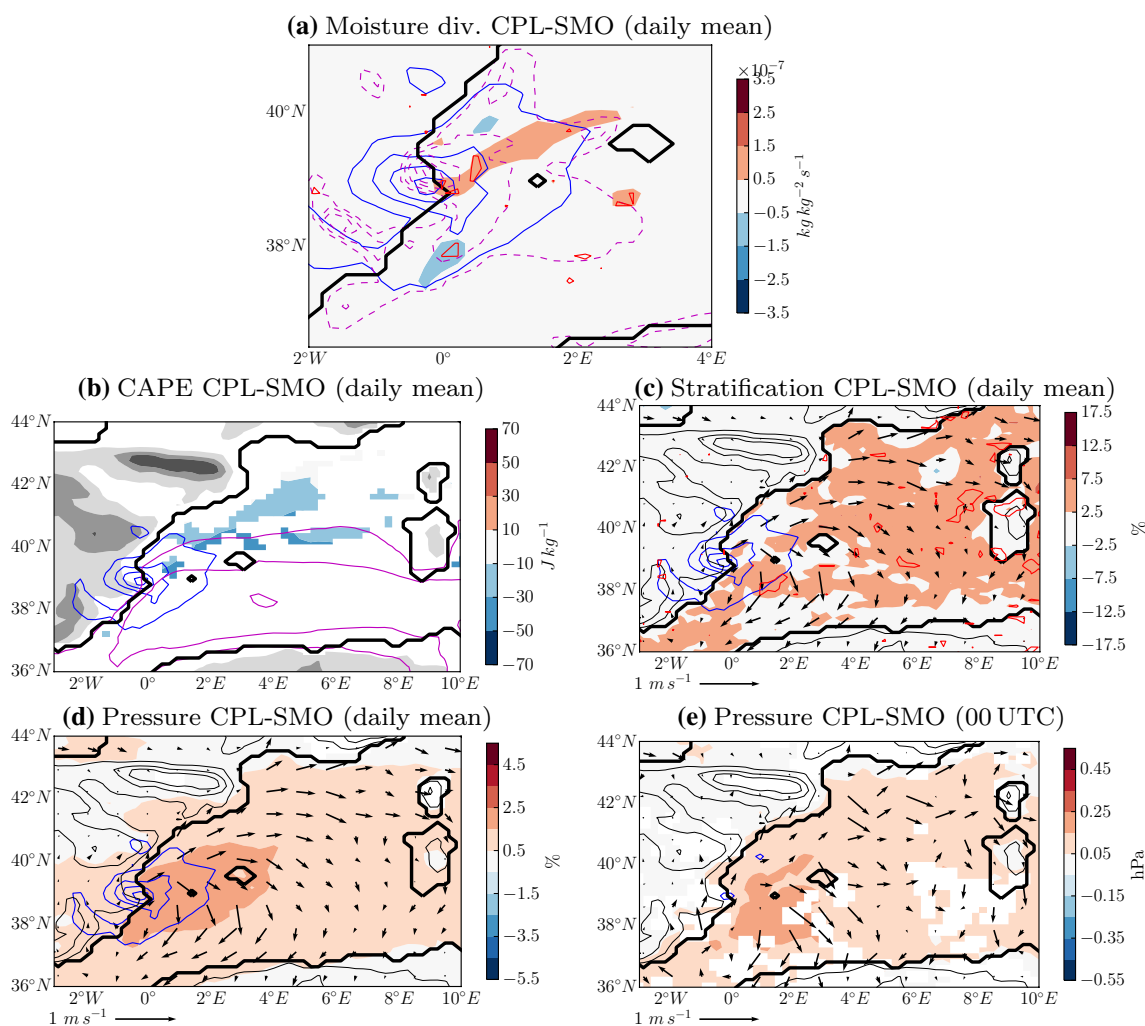 (a) Moisture div. CPL-SMO (daily mean)
×10⁻⁷
3.5
2.5
1.5
0.5
−0.5
−1.5
−2.5
−3.5
kg kg⁻² s⁻¹
40°N
38°N
2°W 0° 2°E 4°E
(b) CAPE CPL-SMO (daily mean)
44°N
42°N
40°N
38°N
36°N
2°W 0° 2°E 4°E 6°E 8°E 10°E
70
50
30
10
−10
−30
−50
−70
J kg⁻¹
(c) Stratification CPL-SMO (daily mean)
44°N
42°N
40°N
38°N
36°N
2°W 0° 2°E 4°E 6°E 8°E 10°E
1 m s⁻¹
17.5
12.5
7.5
2.5
−2.5
−7.5
−12.5
−17.5
%
(d) Pressure CPL-SMO (daily mean)
44°N
42°N
40°N
38°N
36°N
2°W 0° 2°E 4°E 6°E 8°E 10°E
1 m s⁻¹
4.5
2.5
0.5
−1.5
−3.5
−5.5
%
(e) Pressure CPL-SMO (00 UTC)
44°N
42°N
40°N
38°N
36°N
2°W 0° 2°E 4°E 6°E 8°E 10°E
1 m s⁻¹
0.45
0.25
0.05
−0.15
−0.35
−0.55
hPa